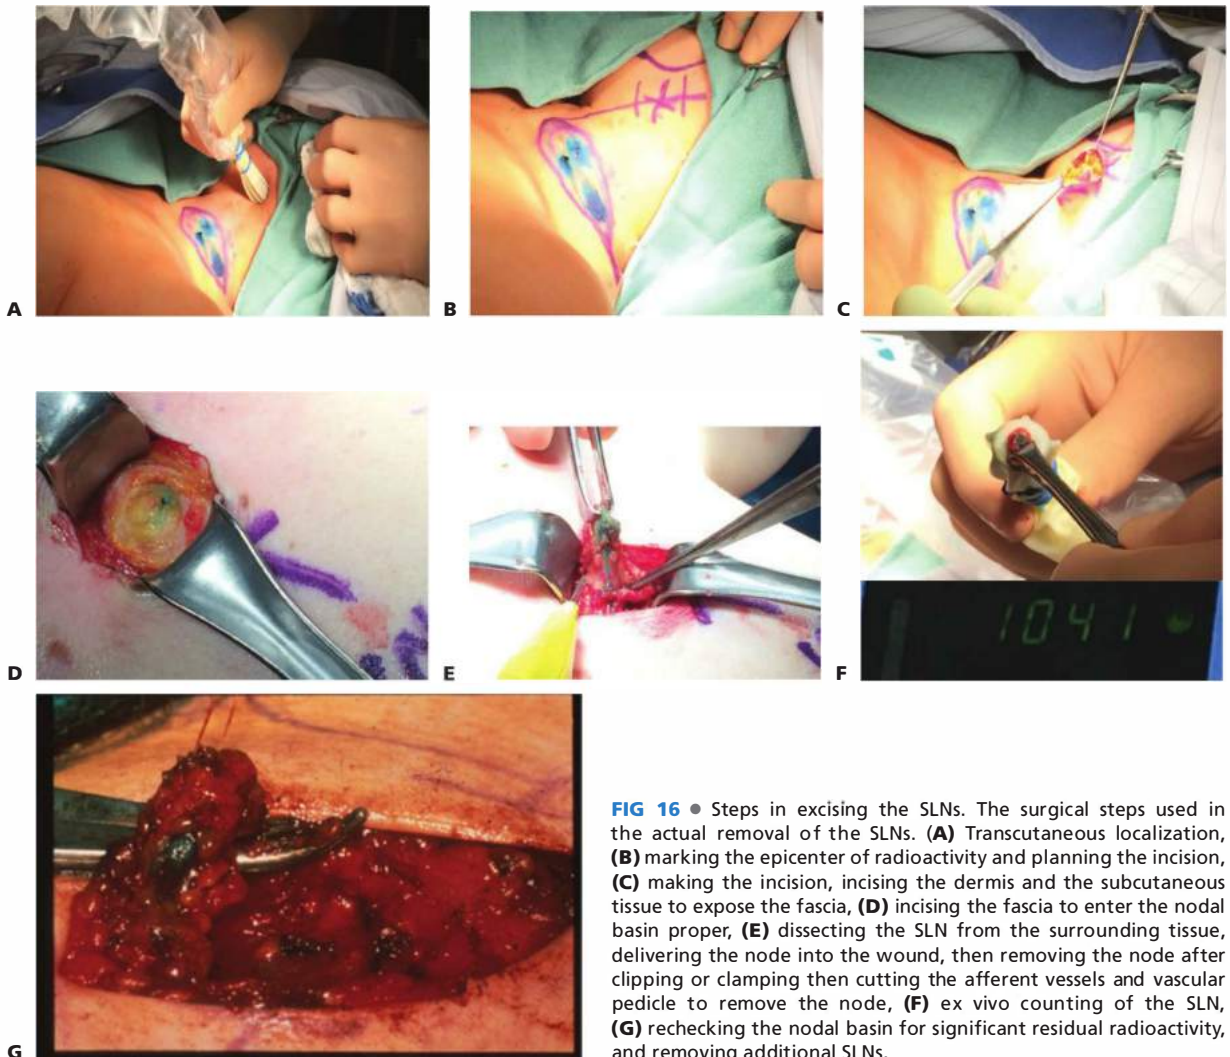 A
B
C
D
E
F
1041
G
FIG 16 ● Steps in excising the SLNs. The surgical steps used in
the actual removal of the SLNs. (A) Transcutaneous localization,
(B) marking the epicenter of radioactivity and planning the incision,
(C) making the incision, incising the dermis and the subcutaneous
tissue to expose the fascia, (D) incising the fascia to enter the nodal
basin proper, (E) dissecting the SLN from the surrounding tissue,
delivering the node into the wound, then removing the node after
clipping or clamping then cutting the afferent vessels and vascular
pedicle to remove the node, (F) ex vivo counting of the SLN,
(G) rechecking the nodal basin for significant residual radioactivity,
and removing additional SLNs.